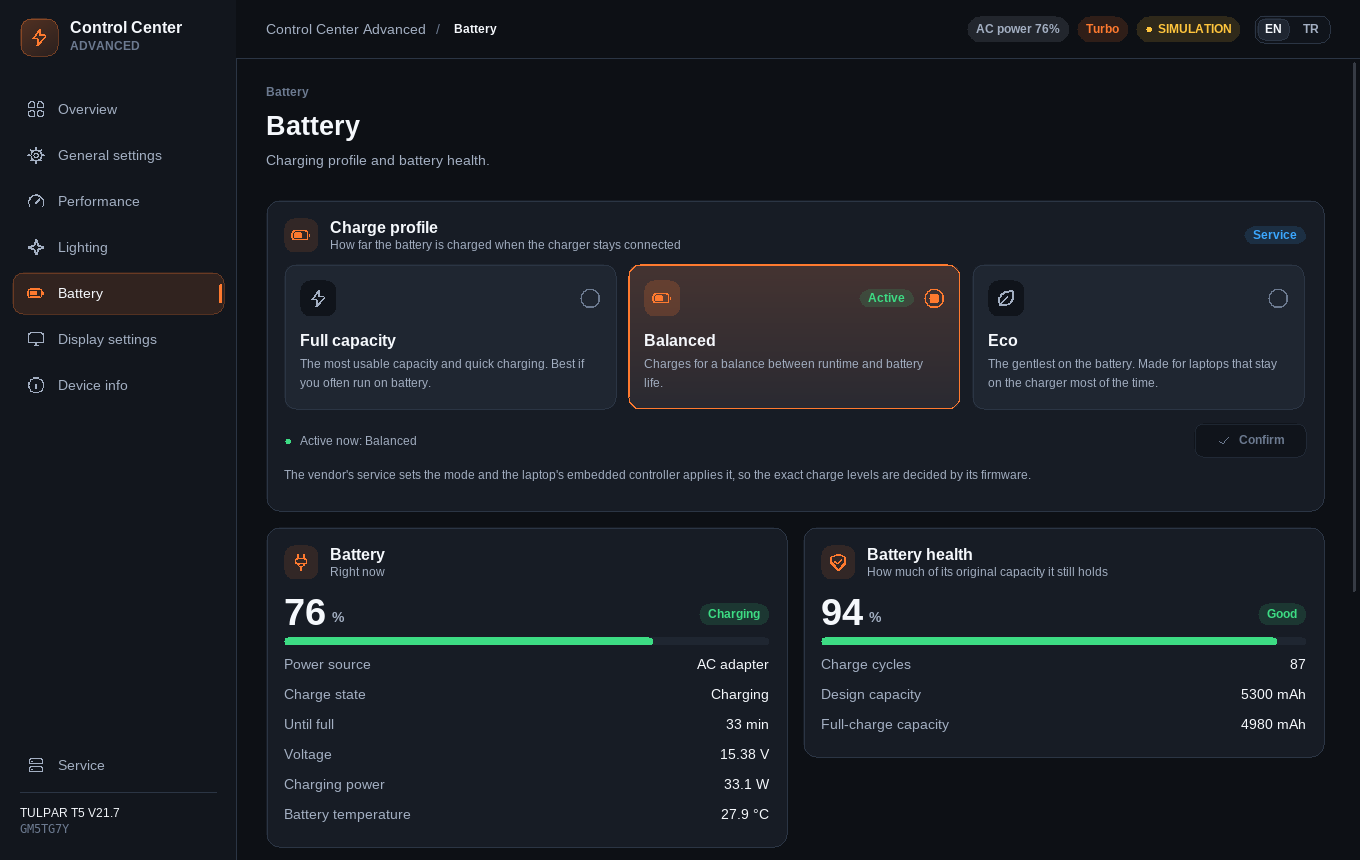 Control Center
ADVANCED
Overview
General settings
Performance
Lighting
Battery
Display settings
Device info
Service
TULPAR T5 V21.7
GM5TG7Y
Control Center Advanced / Battery
AC power 76%
Turbo
SIMULATION
EN
TR
Battery
Battery
Charging profile and battery health.
Charge profile
How far the battery is charged when the charger stays connected
Service
Full capacity
The most usable capacity and quick charging. Best if
you often run on battery.
Active
Balanced
Charges for a balance between runtime and battery
life.
Eco
The gentlest on the battery. Made for laptops that stay
on the charger most of the time.
Active now: Balanced
Confirm
The vendor's service sets the mode and the laptop's embedded controller applies it, so the exact charge levels are decided by its firmware.
Battery
Right now
76 %
Charging
Power source AC adapter
Charge state Charging
Until full 33 min
Voltage 15.38 V
Charging power 33.1 W
Battery temperature 27.9 °C
Battery health
How much of its original capacity it still holds
94 %
Good
Charge cycles 87
Design capacity 5300 mAh
Full-charge capacity 4980 mAh